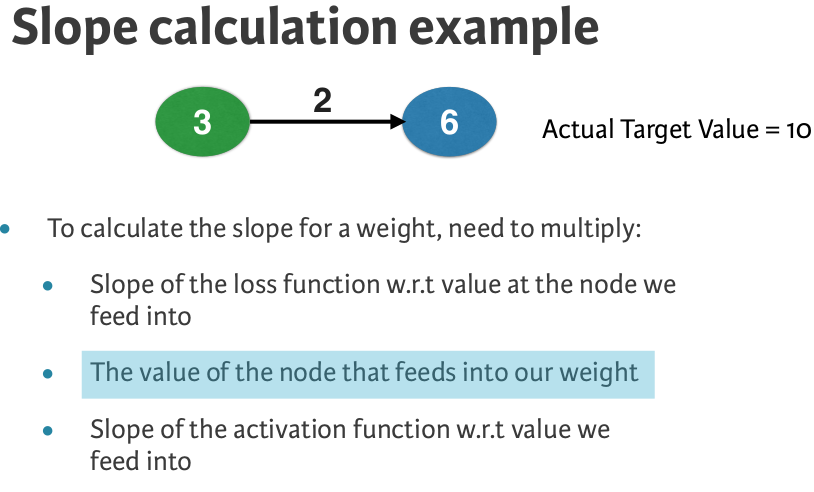 Slope calculation example
2
3
6
Actual Target Value = 10
• To calculate the slope for a weight, need to multiply:
• Slope of the loss function w.r.t value at the node we
feed into
• The value of the node that feeds into our weight
• Slope of the activation function w.r.t value we
feed into